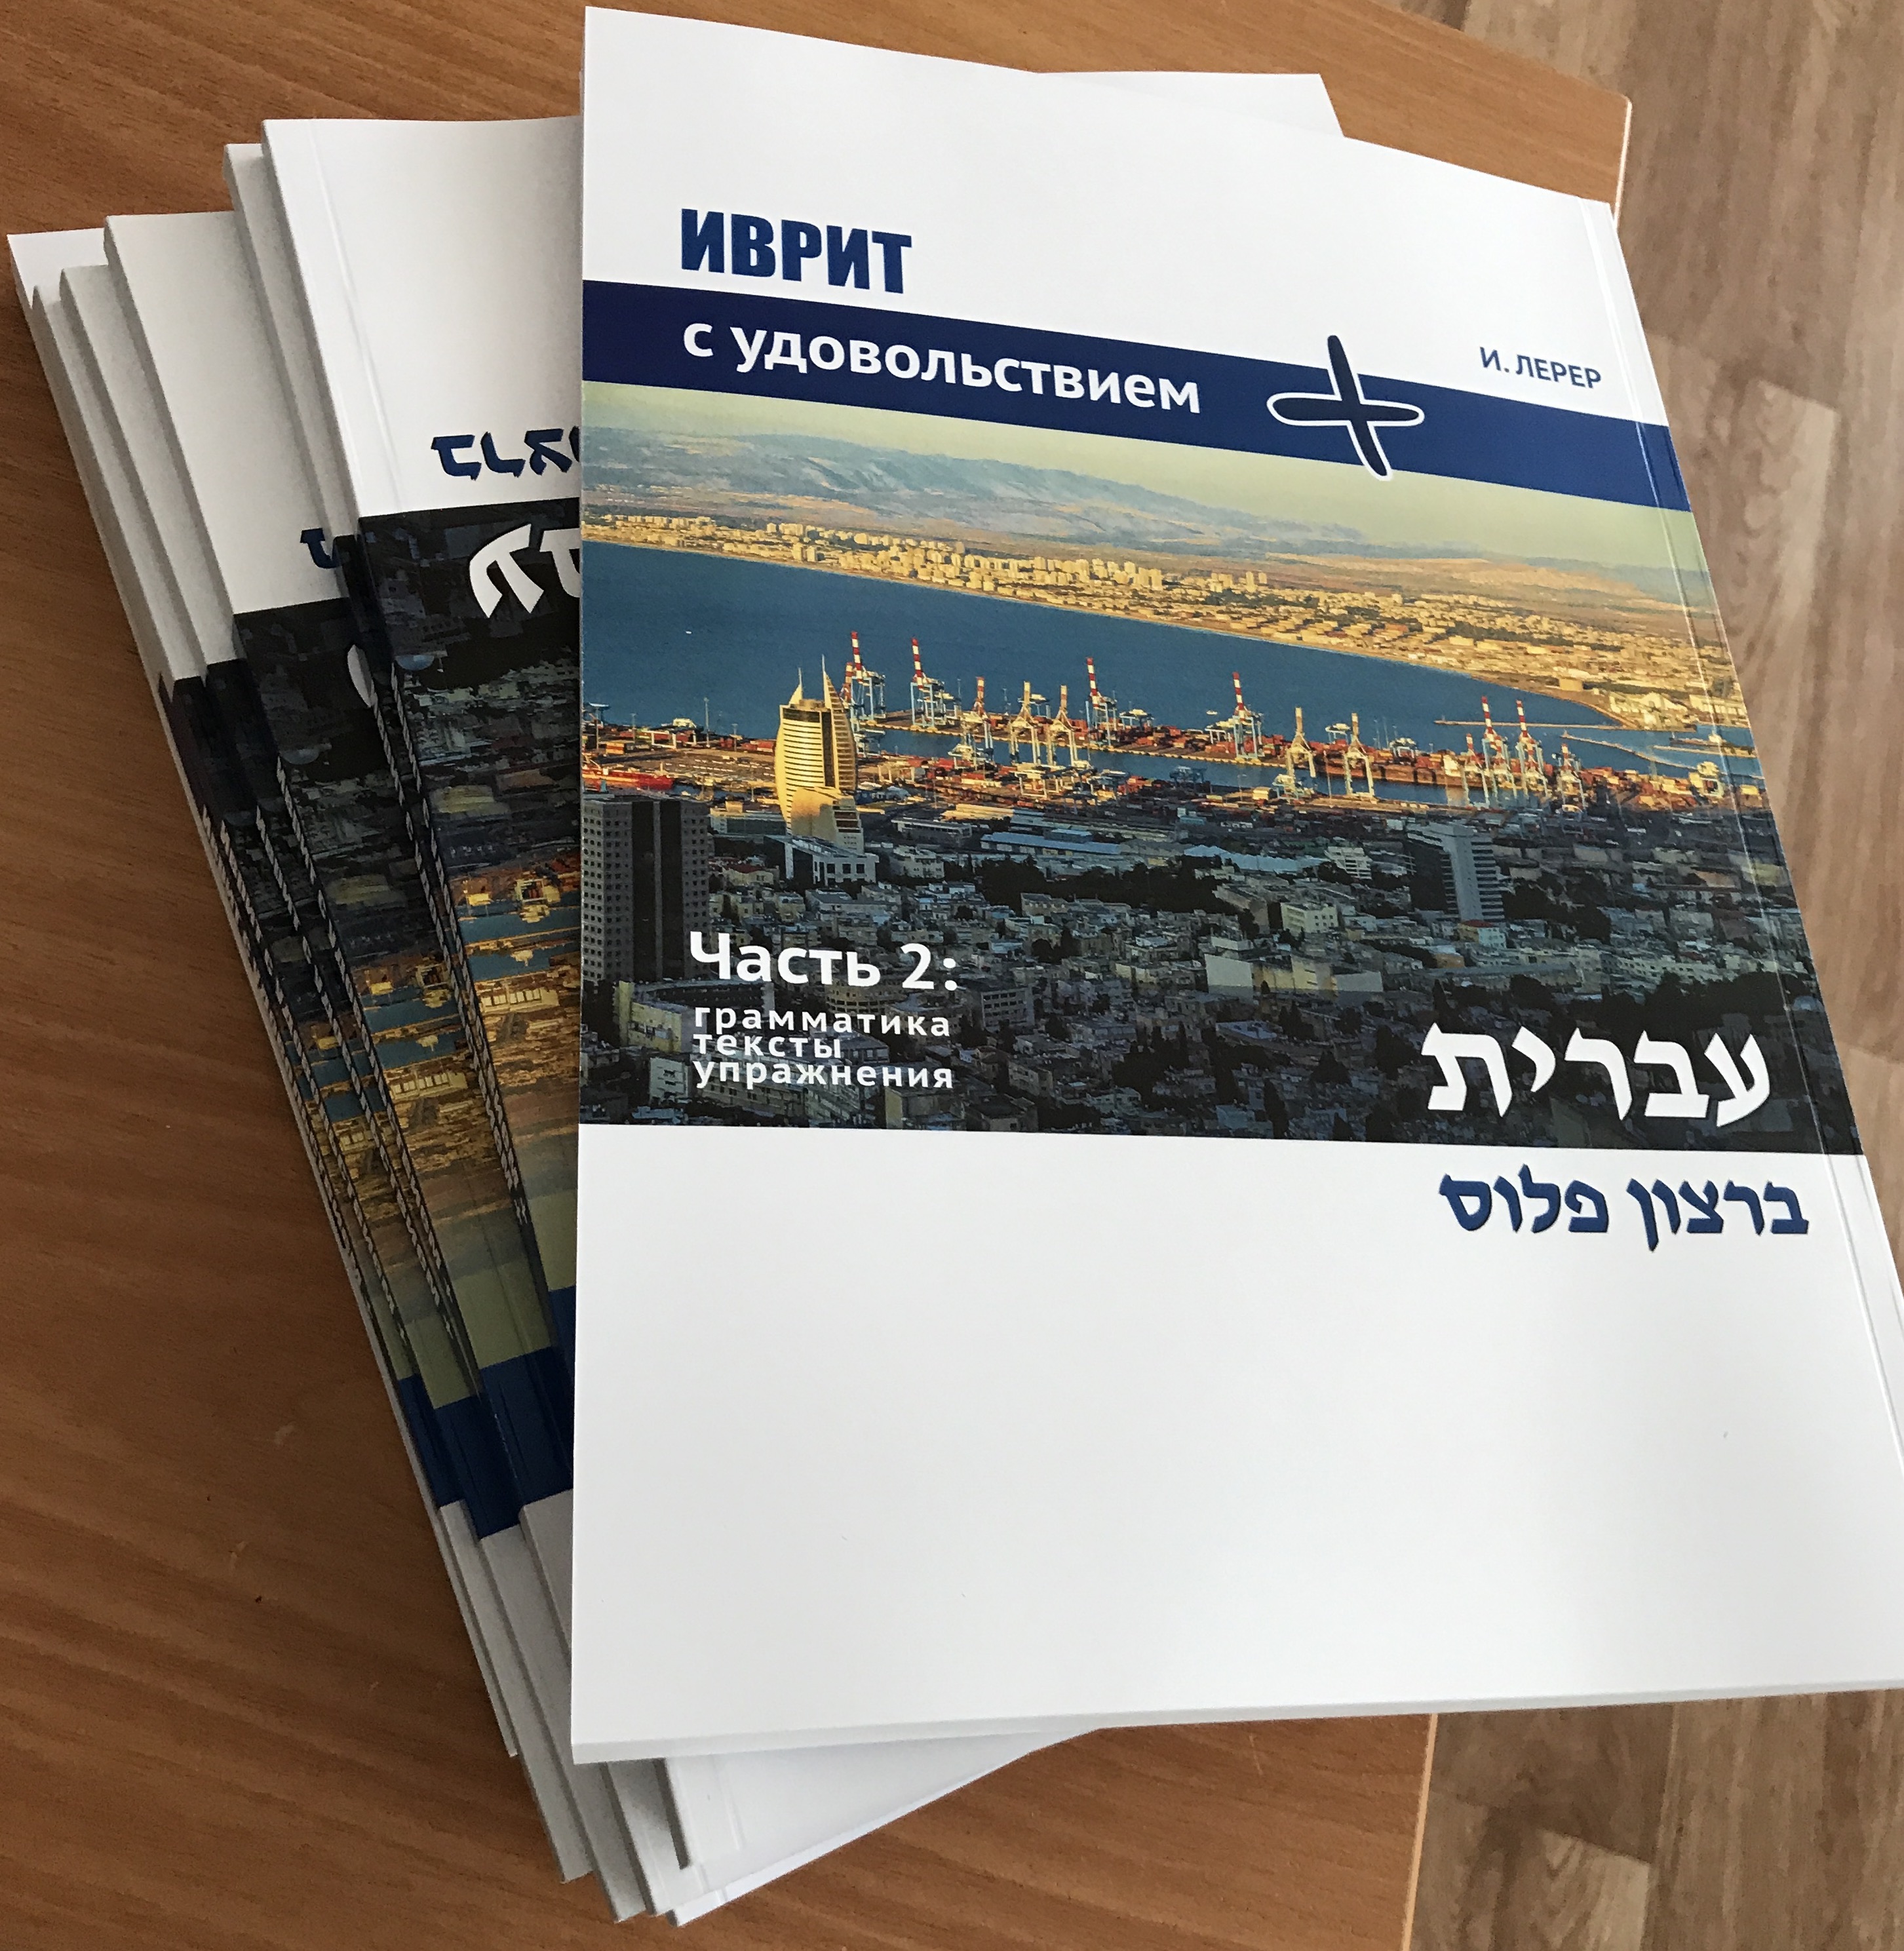 ИВРИТ
с удовольствием +
И. ЛЕРЕР
Часть 2:
грамматика
тексты
упражнения
עברית
ברצון פלוס